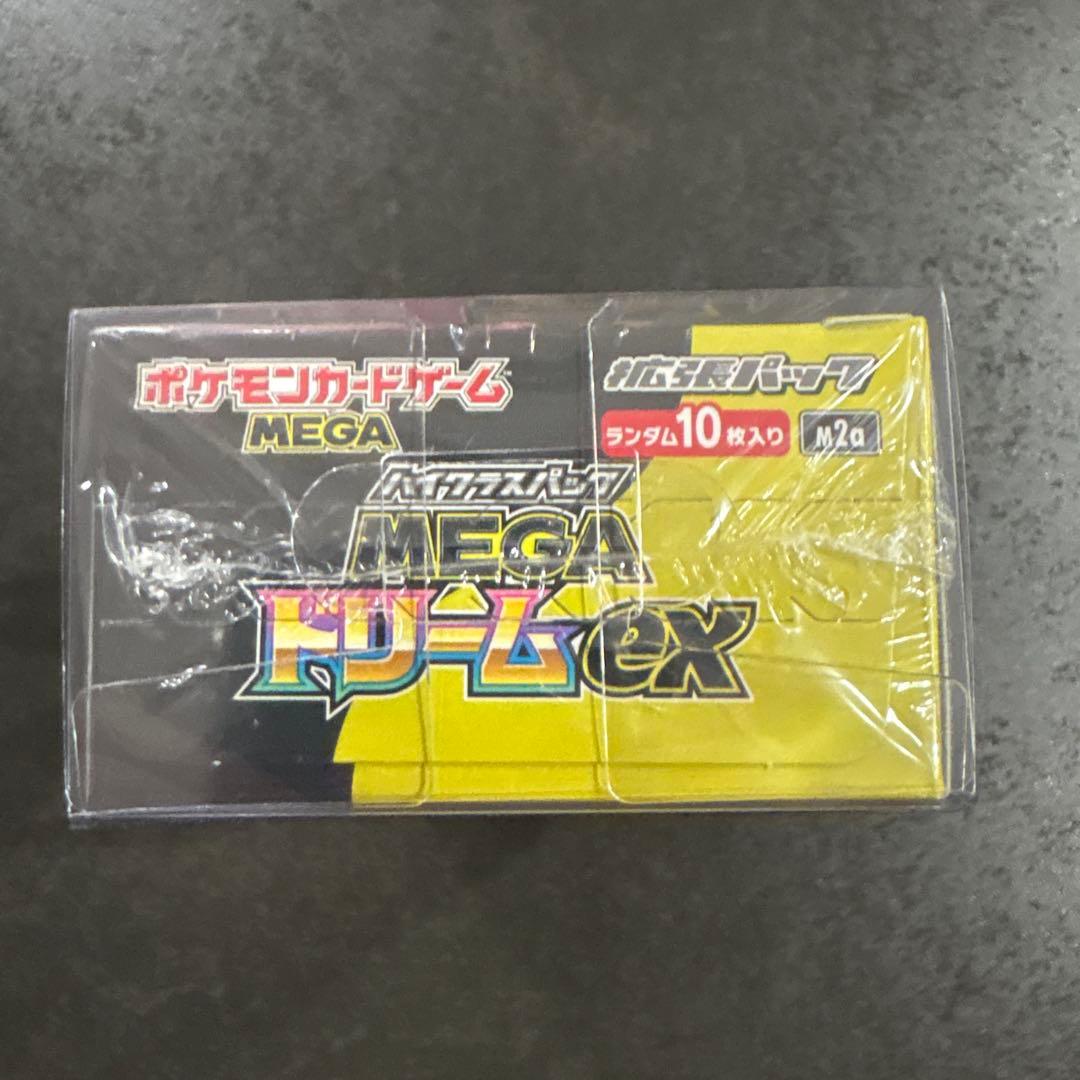 ポケモンカードゲーム
MEGA
拡張パック
ランダム10枚入り M2a
ハイクラスパック
MEGA
ドリームex